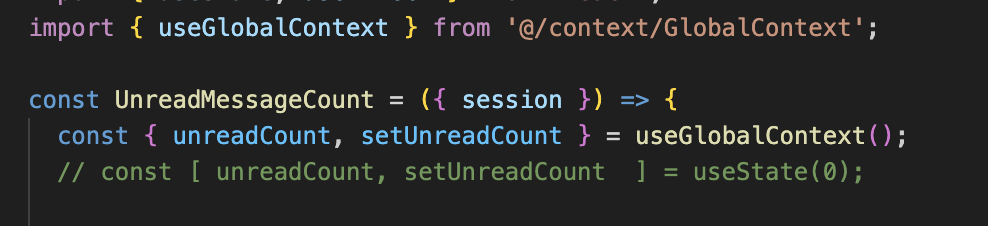 import { useGlobalContext } from '@/context/GlobalContext';
const UnreadMessageCount = ({ session }) => {
const { unreadCount, setUnreadCount } = useGlobalContext();
// const [ unreadCount, setUnreadCount  ] = useState(0);